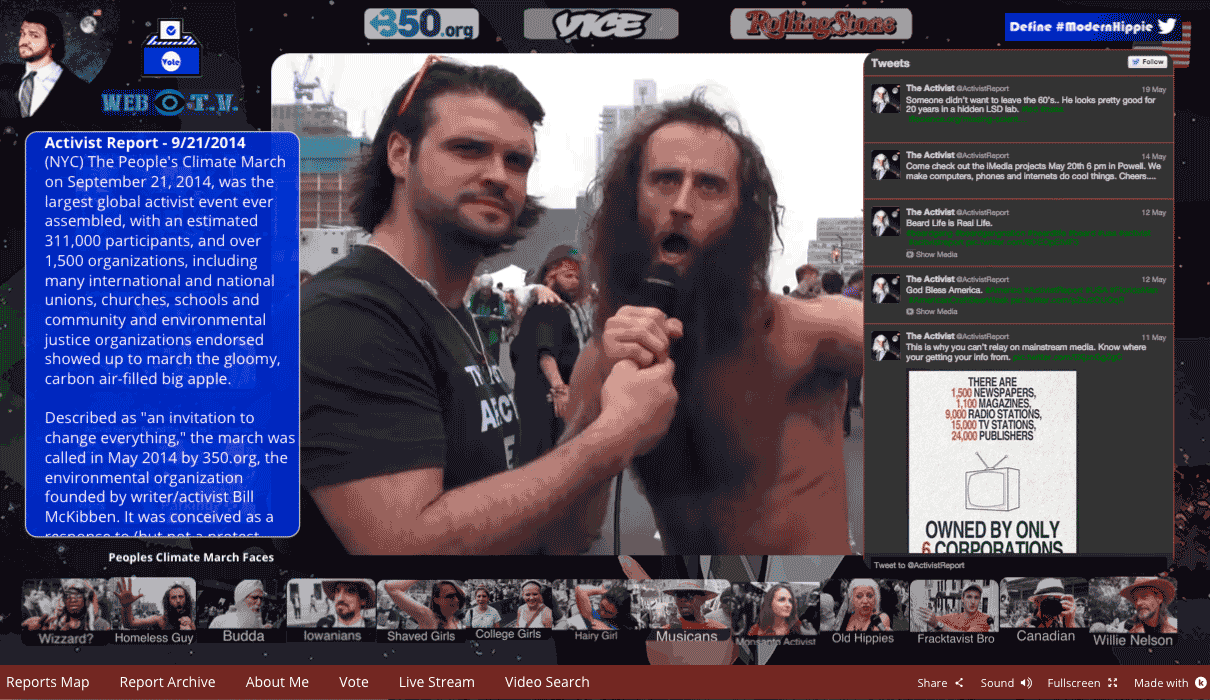 350.org
VICE
RollingStone
Define #ModernHippie
Vote
WEB T.V.
Activist Report - 9/21/2014
(NYC) The People's Climate March
on September 21, 2014, was the
largest global activist event ever
assembled, with an estimated
311,000 participants, and over
1,500 organizations, including
many international and national
unions, churches, schools and
community and environmental
justice organizations endorsed
showed up to march the gloomy,
carbon air-filled big apple.
Described as "an invitation to
change everything," the march was
called in May 2014 by 350.org, the
environmental organization
founded by writer/activist Bill
McKibben. It was conceived as a
response to (but not a protest
Tweets
Follow
The Activist @ActivistReport 19 May
Someone didn't want to leave the 60's.. He looks pretty good for
20 years in a hidden LSD lab.
The Activist @ActivistReport 14 May
Come check out the iMedia projects May 20th 6 pm in Powell. We
make computers, phones and internets do cool things. Cheers....
The Activist @ActivistReport 12 May
Beard Life is Real Life.
Show Media
The Activist @ActivistReport 12 May
God Bless America.
Show Media
The Activist @ActivistReport 11 May
This is why you can't relay on mainstream media. Know where
your getting your info from.
THERE ARE
1,500 NEWSPAPERS,
1,100 MAGAZINES,
9,000 RADIO STATIONS,
15,000 TV STATIONS,
24,000 PUBLISHERS
OWNED BY ONLY
6 CORPORATIONS
Tweet to @ActivistReport
Peoples Climate March Faces
Wizzard?
Homeless Guy
Budda
Iowanians
Shaved Girls
College Girls
Hairy Girl
Musicans
Monsanto Activist
Old Hippies
Fracktavist Bro
Canadian
Willie Nelson
Reports Map
Report Archive
About Me
Vote
Live Stream
Video Search
Share
Sound
Fullscreen
Made with k